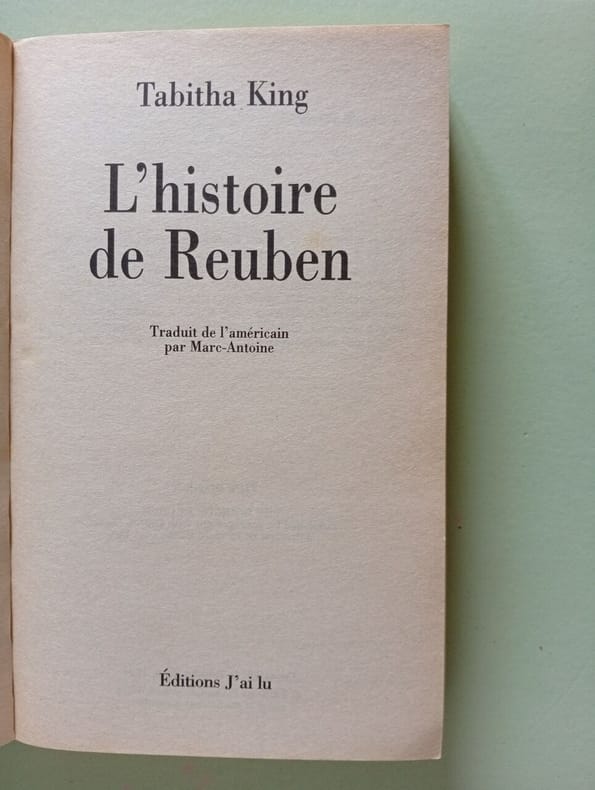 Tabitha King
L'histoire
de Reuben
Traduit de l'américain
par Marc-Antoine
Éditions J'ai lu